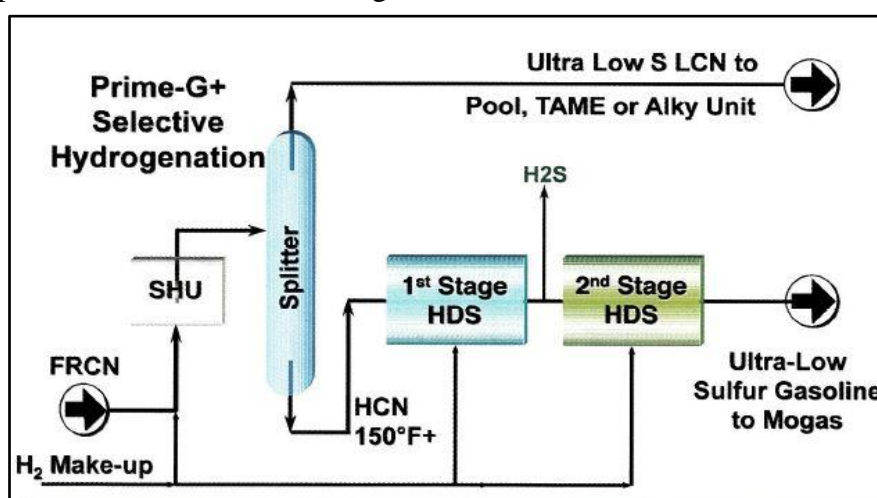 Prime-G+
Selective
Hydrogenation
Ultra Low S LCN to
Pool, TAME or Alky Unit
H2S
SHU
Splitter
1st Stage
HDS
2nd Stage
HDS
FRCN
HCN
150°F+
Ultra-Low
Sulfur Gasoline
to Mogas
H2 Make-up